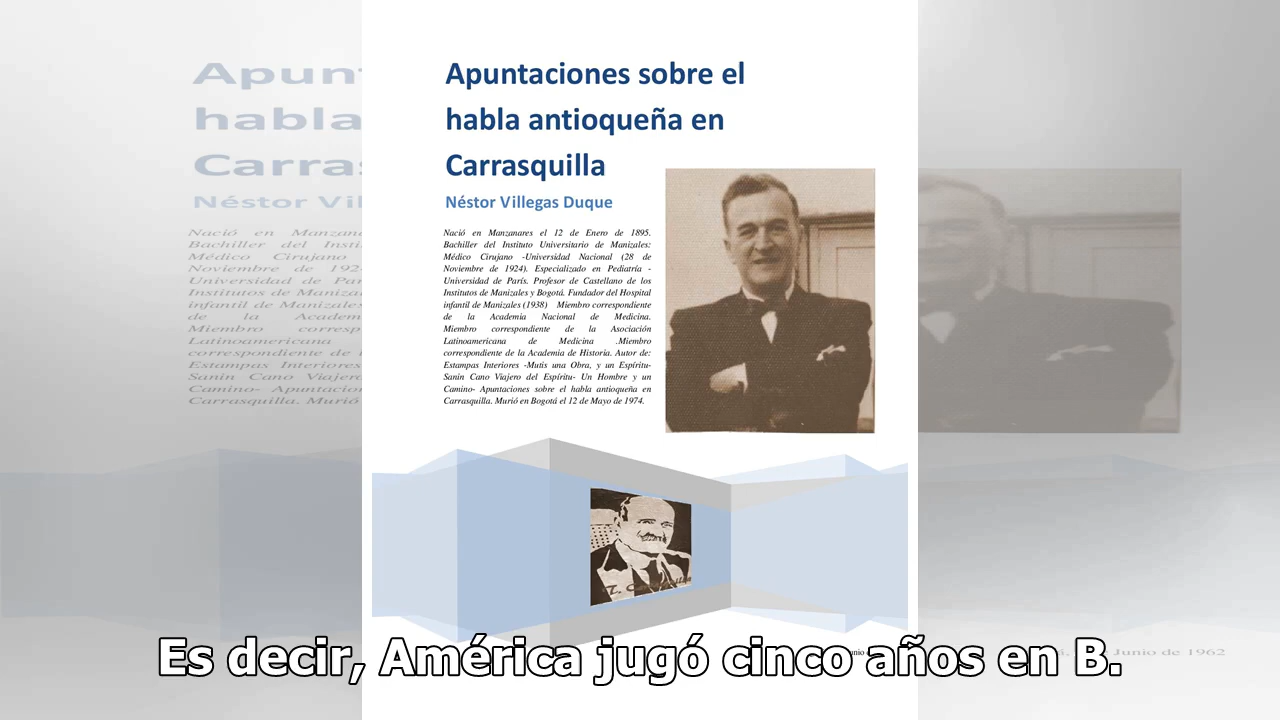 Apuntaciones sobre el
habla antioqueña en
Carrasquilla
Néstor Villegas Duque
Nació en Manzanares el 12 de Enero de 1895.
Bachiller del Instituto Universitario de Manizales:
Médico Cirujano -Universidad Nacional (28 de
Noviembre de 1924). Especializado en Pediatría -
Universidad de París. Profesor de Castellano de los
Institutos de Manizales y Bogotá. Fundador del Hospital
infantil de Manizales (1938) Miembro correspondiente
de la Academia Nacional de Medicina.
Miembro correspondiente de la Asociación
Latinoamericana de Medicina .Miembro
correspondiente de la Academia de Historia. Autor de:
Estampas Interiores -Mutis una Obra, y un Espíritu-
Sanin Cano Viajero del Espíritu- Un Hombre y un
Camino- Apuntaciones sobre el habla antioqueña en
Carrasquilla. Murió en Bogotá el 12 de Mayo de 1974.
Es decir, América jugó cinco años en B.
Junio de 1962